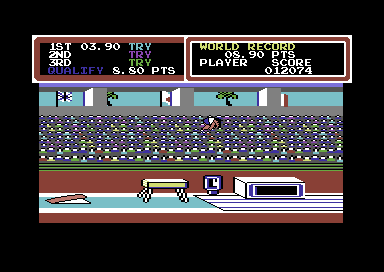 1ST 03.90 TRY
2ND TRY
3RD TRY
QUALIFY 8.80 PTS
WORLD RECORD
08.90 PTS
PLAYER SCORE
012074